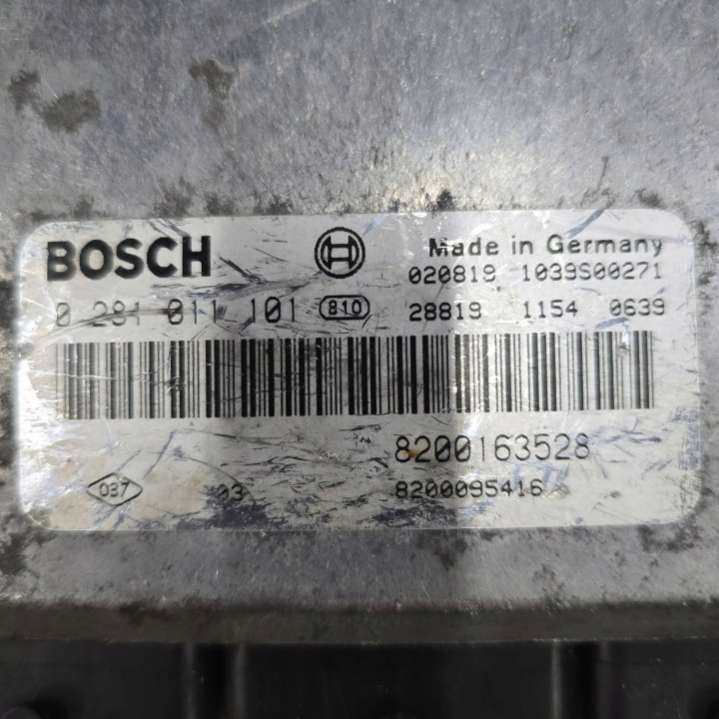 BOSCH
Made in Germany
020819 1039S00271
0 281 011 101 810 28819 1154 0639
8200163528
037 03 8200095416